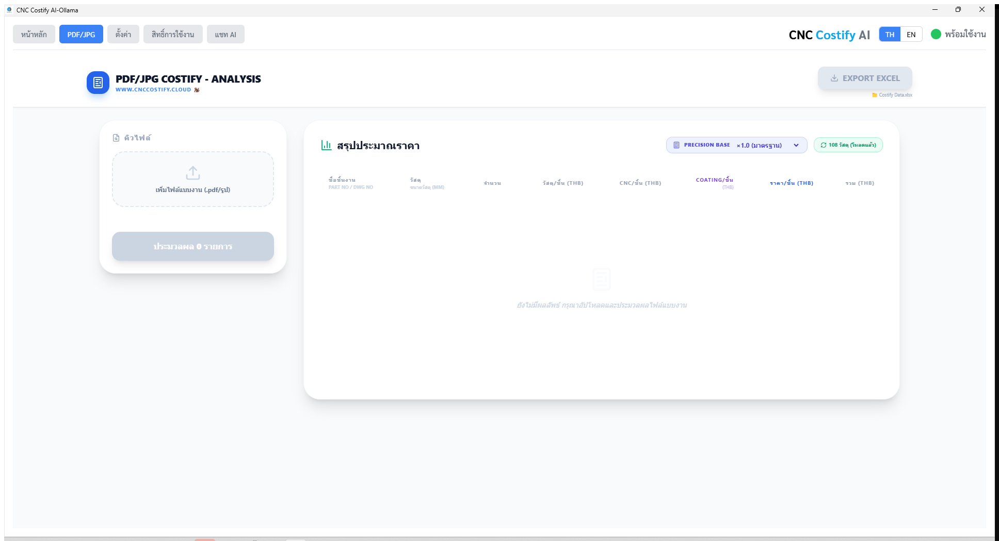 CNC Costify AI-Ollama
หน้าหลัก
PDF/JPG
ตั้งค่า
สิทธิ์การใช้งาน
แชท AI
CNC Costify AI
TH
EN
พร้อมใช้งาน
PDF/JPG COSTIFY - ANALYSIS
WWW.CNCCOSTIFY.CLOUD
EXPORT EXCEL
Costify Data.xlsx
คิวไฟล์
เพิ่มไฟล์แบบงาน (.pdf/รูป)
ประมวลผล 0 รายการ
สรุปประมาณราคา
PRECISION BASE ×1.0 (มาตรฐาน)
108 วัสดุ (โหลดแล้ว)
ชื่อชิ้นงาน
PART NO / DWG NO
วัสดุ
ขนาดวัสดุ (MM)
จำนวน
วัสดุ/ชิ้น (THB)
CNC/ชิ้น (THB)
COATING/ชิ้น
(THB)
ราคา/ชิ้น (THB)
รวม (THB)
ยังไม่มีผลลัพธ์ กรุณาอัปโหลดและประมวลผลไฟล์แบบงาน